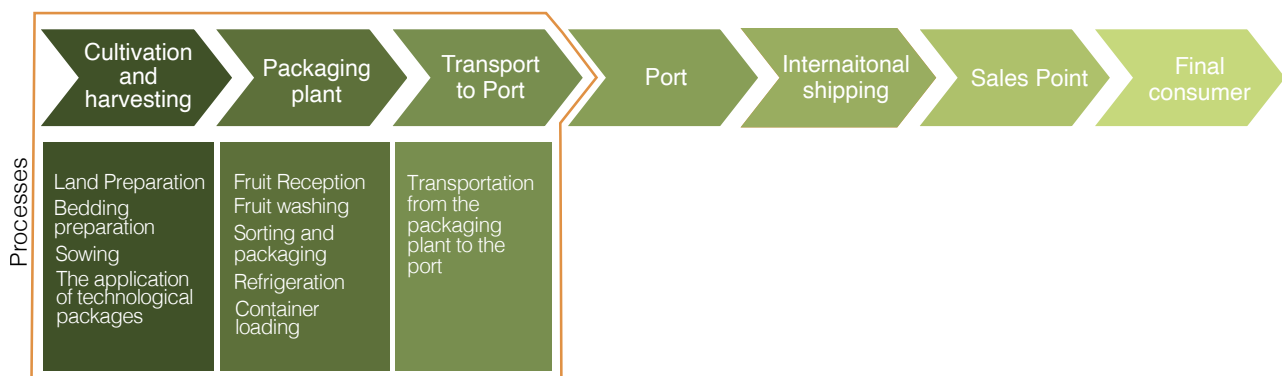 Cultivation
and
harvesting
Packaging
plant
Transport
to Port
Port
Internaitonal
shipping
Sales Point
Final
consumer
Processes
Land Preparation
Bedding
preparation
Sowing
The application
of technological
packages
Fruit Reception
Fruit washing
Sorting and
packaging
Refrigeration
Container
loading
Transportation
from the
packaging
plant to the
port